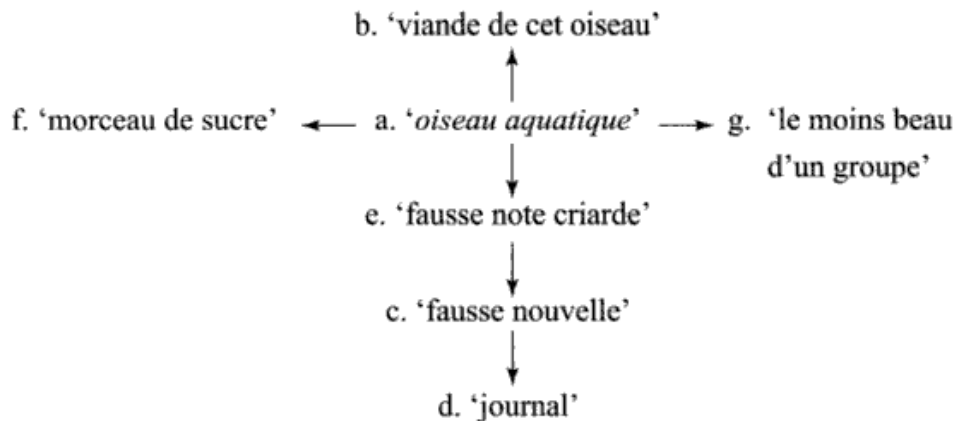 b. ‘viande de cet oiseau’
f. ‘morceau de sucre’ a. ‘oiseau aquatique’ g. ‘le moins beau
d’un groupe’
e. ‘fausse note criarde’
c. ‘fausse nouvelle’
d. ‘journal’